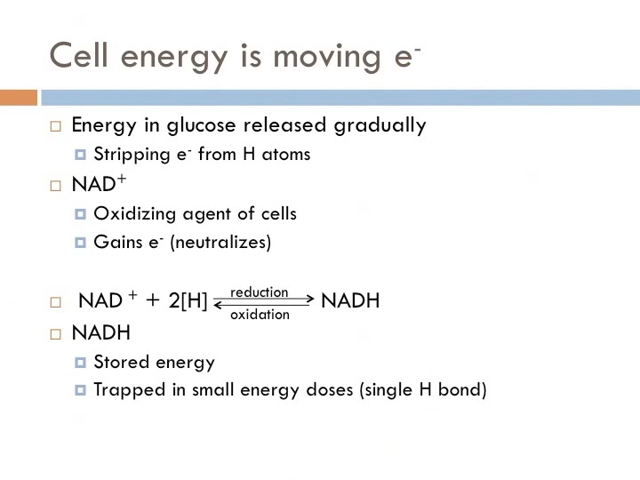 Cell energy is moving e⁻
Energy in glucose released gradually
Stripping e⁻ from H atoms
NAD⁺
Oxidizing agent of cells
Gains e⁻ (neutralizes)
NAD ⁺ + 2[H] reduction NADH
oxidation
NADH
Stored energy
Trapped in small energy doses (single H bond)